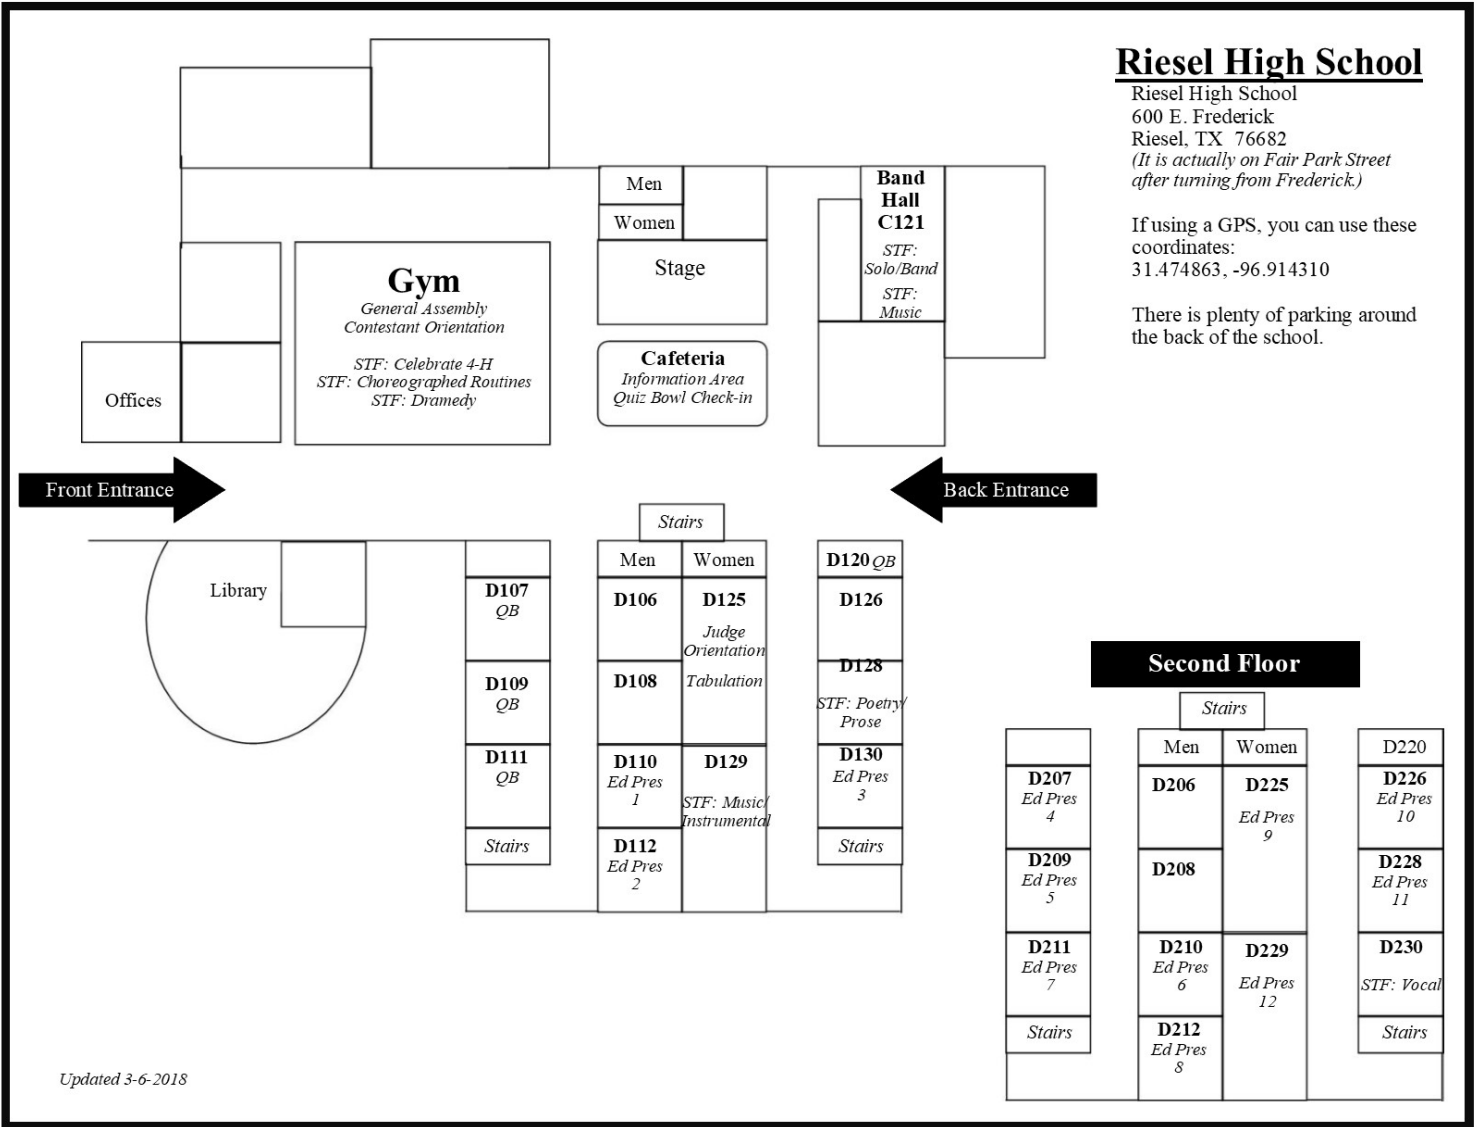 Riesel High School
Riesel High School
600 E. Frederick
Riesel, TX  76682
(It is actually on Fair Park Street
after turning from Frederick.)
If using a GPS, you can use these
coordinates:
31.474863, -96.914310
There is plenty of parking around
the back of the school.
Men
Women
Stage
Band
Hall
C121
STF:
Solo/Band
STF:
Music
Gym
General Assembly
Contestant Orientation
STF: Celebrate 4-H
STF: Choreographed Routines
STF: Dramedy
Cafeteria
Information Area
Quiz Bowl Check-in
Offices
Front Entrance
Back Entrance
Library
Stairs
Men
Women
D107
QB
D109
QB
D111
QB
Stairs
D106
D108
D110
Ed Pres
1
D112
Ed Pres
2
D125
Judge
Orientation
Tabulation
D129
STF: Music/
Instrumental
D120 QB
D126
D128
STF: Poetry/
Prose
D130
Ed Pres
3
Stairs
Second Floor
Stairs
Men
Women
D220
D207
Ed Pres
4
D209
Ed Pres
5
D211
Ed Pres
7
Stairs
D206
D208
D210
Ed Pres
6
D212
Ed Pres
8
D225
Ed Pres
9
D229
Ed Pres
12
D226
Ed Pres
10
D228
Ed Pres
11
D230
STF: Vocal
Stairs
Updated 3-6-2018